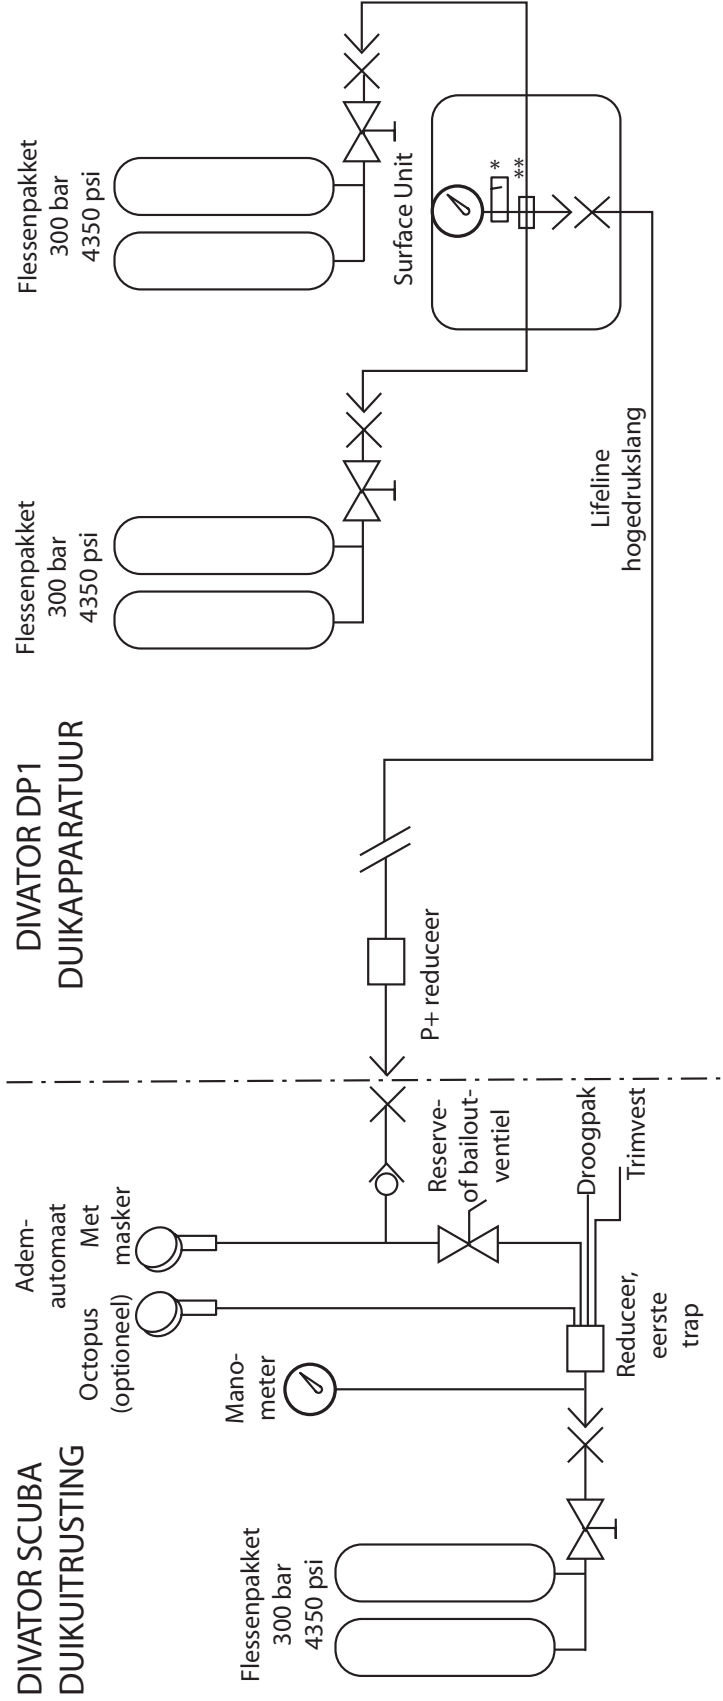 DIVATOR SCUBA
DUIKUITRUSTING
Flessenpakket
300 bar
4350 psi
Mano-
meter
Octopus
(optioneel)
Adem-
automaat
Met
masker
Reserve-
of bailout-
ventiel
Droogpak
Trimvest
Reduceer,
eerste
trap
DIVATOR DP1
DUIKAPPARATUUR
P+ reduceer
Flessenpakket
300 bar
4350 psi
Flessenpakket
300 bar
4350 psi
Surface Unit
*
**
Lifeline
hogedrukslang